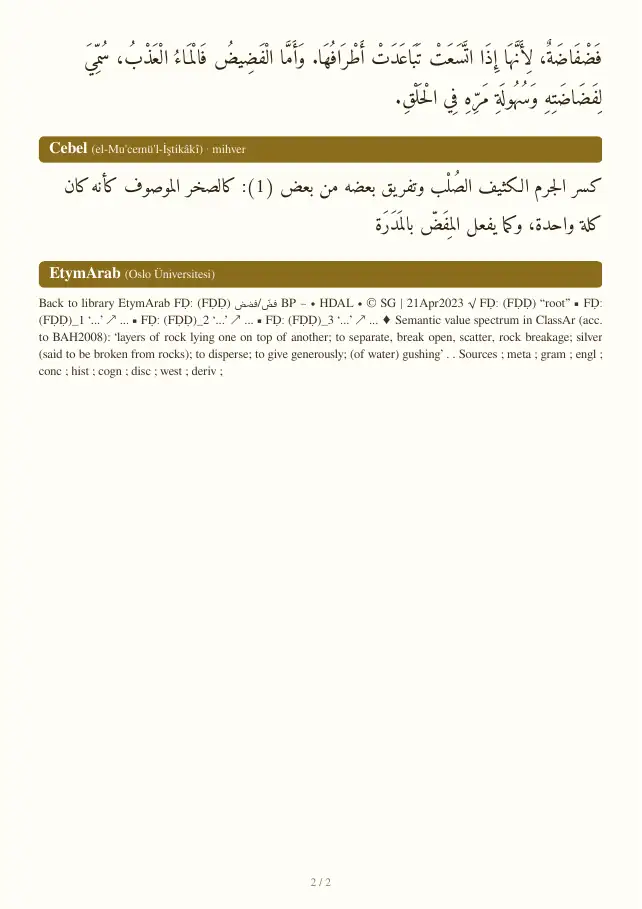 فَضْفَاضَةٌ، لِأَنَّهَا إِذَا اتَّسَعَتْ تَبَاعَدَتْ أَطْرَافُهَا. وَأَمَّا الْفَضِيضُ فَالْمَاءُ الْعَذْبُ، سُمِّيَ
لِفَضَاضَتِهِ وَسُهُولَةِ مَرِّهِ فِي الْحَلْقِ.
Cebel (el-Mu'cemü'l-İştikâkî) · mihver
كسر الجرم الكثيف الصُلْب وتفريق بعضه من بعض (1): كالصخر الموصوف كأنه كان
كلة واحدة، وكما يفعل المِفَضّ بالمَدَرَة
EtymArab (Oslo Üniversitesi)
Back to library EtymArab FḌ: (FḌḌ) فضّ/فضض BP – • HDAL • © SG | 21Apr2023 √ FḌ: (FḌḌ) “root” ▪ FḌ:
(FḌḌ)_1 ‘...’ ↗ ... ▪ FḌ: (FḌḌ)_2 ‘...’ ↗ ... ▪ FḌ: (FḌḌ)_3 ‘...’ ↗ ... ♦ Semantic value spectrum in ClassAr (acc.
to BAH2008): ‘layers of rock lying one on top of another; to separate, break open, scatter, rock breakage; silver
(said to be broken from rocks); to disperse; to give generously; (of water) gushing’ . . Sources ; meta ; gram ; engl ;
conc ; hist ; cogn ; disc ; west ; deriv ;
2 / 2